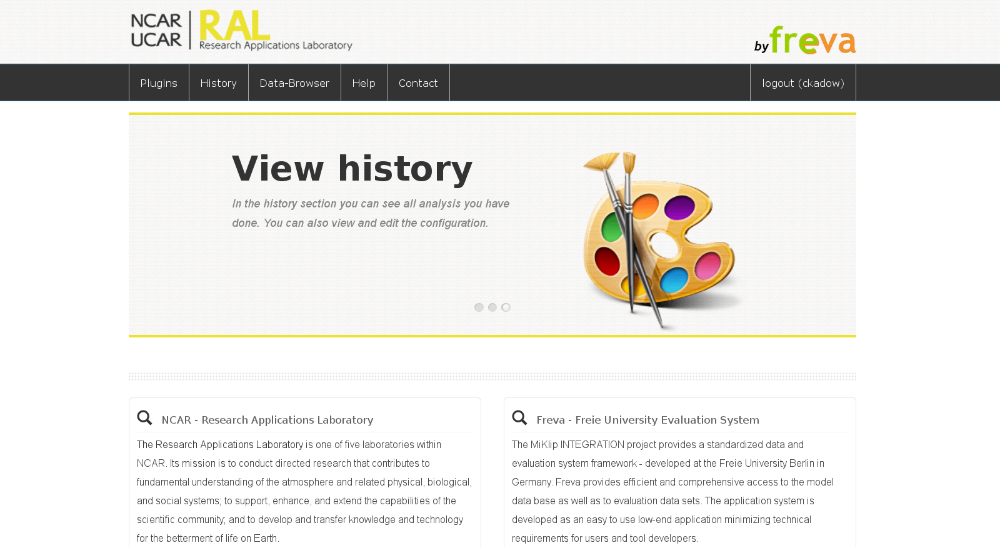 NCAR
UCAR
RAL
Research Applications Laboratory
by freva
Plugins
History
Data-Browser
Help
Contact
logout (ckadow)
View history
In the history section you can see all analysis you have
done. You can also view and edit the configuration.
NCAR - Research Applications Laboratory
The Research Applications Laboratory is one of five laboratories within
NCAR. Its mission is to conduct directed research that contributes to
fundamental understanding of the atmosphere and related physical, biological,
and social systems; to support, enhance, and extend the capabilities of the
scientific community; and to develop and transfer knowledge and technology
for the betterment of life on Earth.
Freva - Freie University Evaluation System
The MiKlip INTEGRATION project provides a standardized data and
evaluation system framework - developed at the Freie University Berlin in
Germany. Freva provides efficient and comprehensive access to the model
data base as well as to evaluation data sets. The application system is
developed as an easy to use low-end application minimizing technical
requirements for users and tool developers.